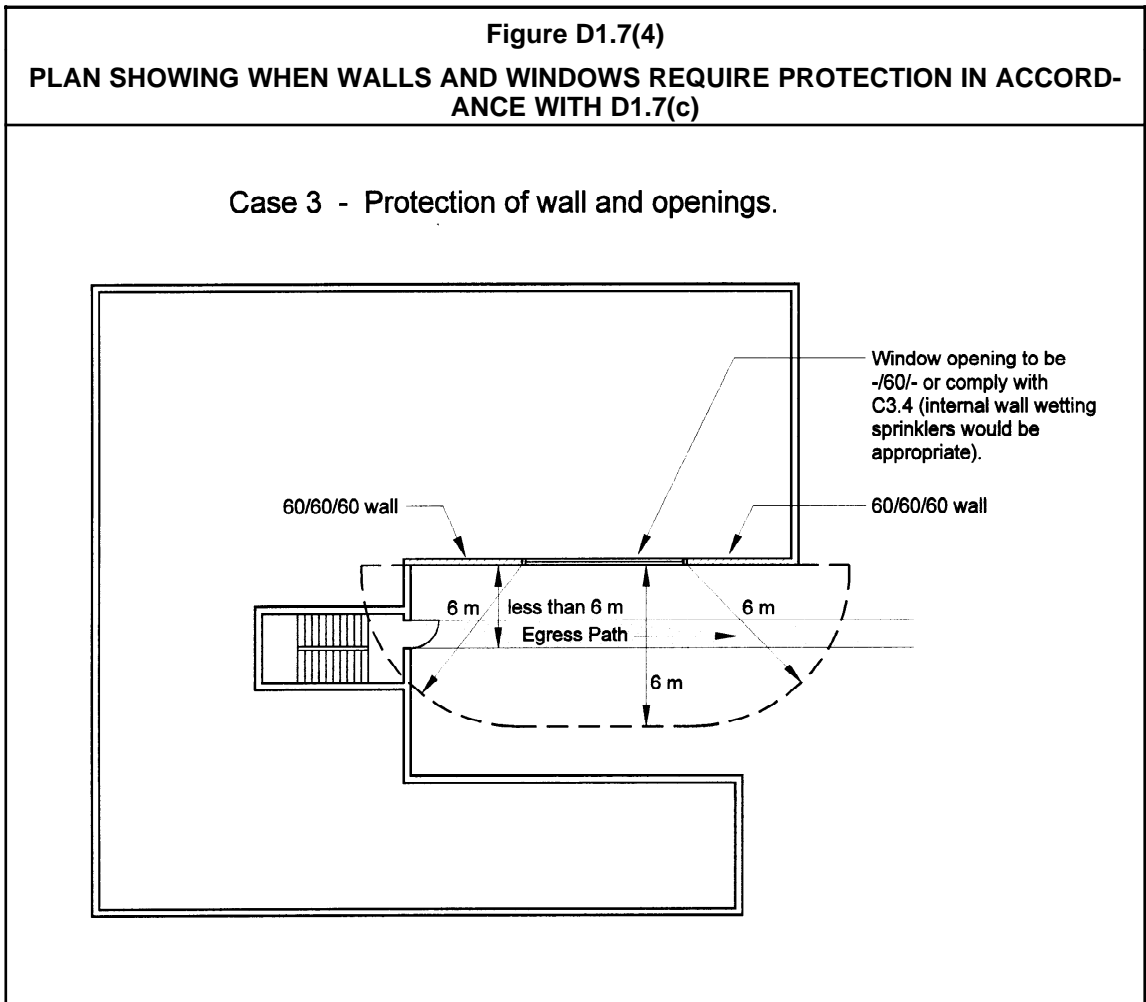 Figure D1.7(4)
PLAN SHOWING WHEN WALLS AND WINDOWS REQUIRE PROTECTION IN ACCORD-
ANCE WITH D1.7(c)
Case 3 - Protection of wall and openings.
Window opening to be
-/60/- or comply with
C3.4 (internal wall wetting
sprinklers would be
appropriate).
60/60/60 wall
60/60/60 wall
6 m
less than 6 m
6 m
Egress Path
6 m